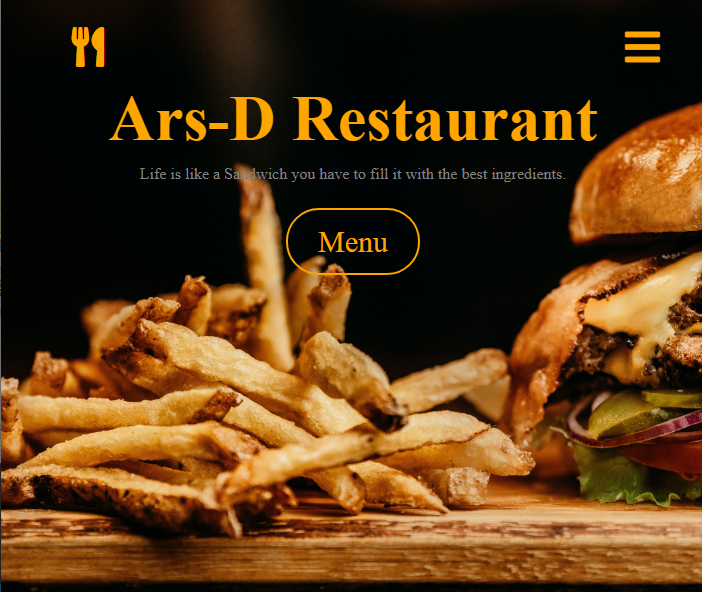 Ars-D Restaurant
Life is like a Sandwich you have to fill it with the best ingredients.
Menu